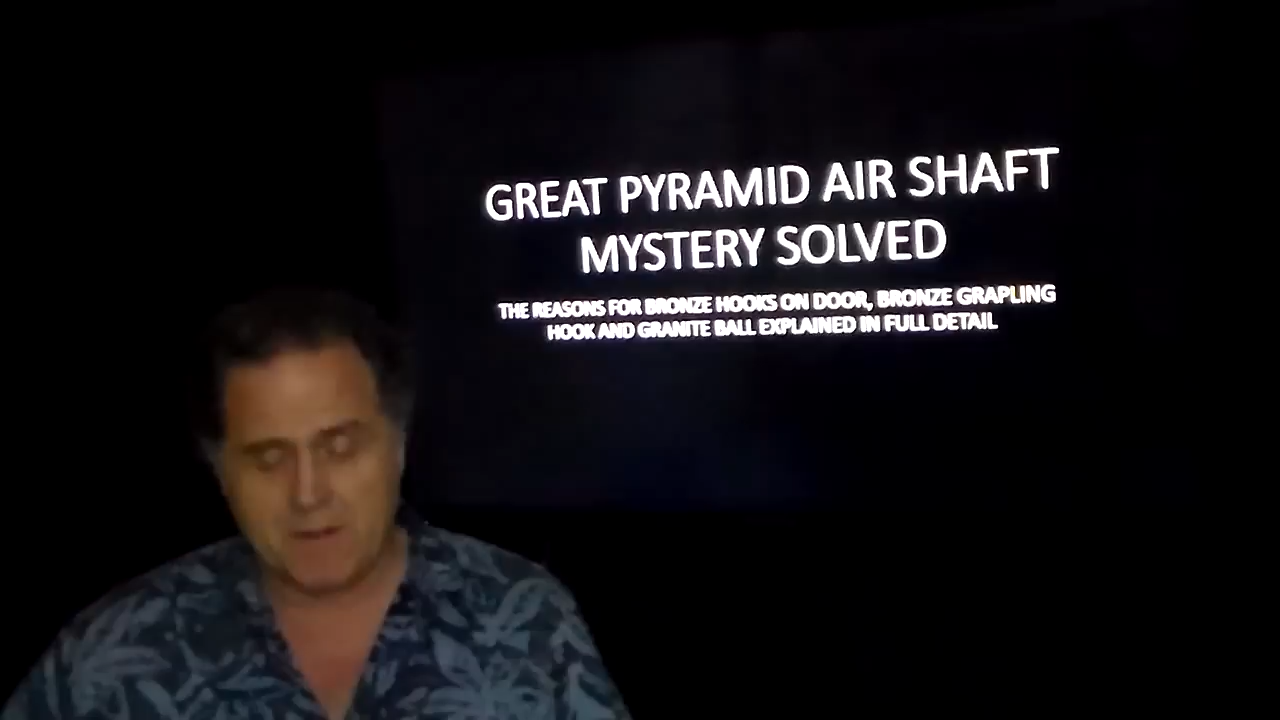 GREAT PYRAMID AIR SHAFT
MYSTERY SOLVED
THE REASONS FOR BRONZE HOOKS ON DOOR, BRONZE GRAPLING
HOOK AND GRANITE BALL EXPLAINED IN FULL DETAIL